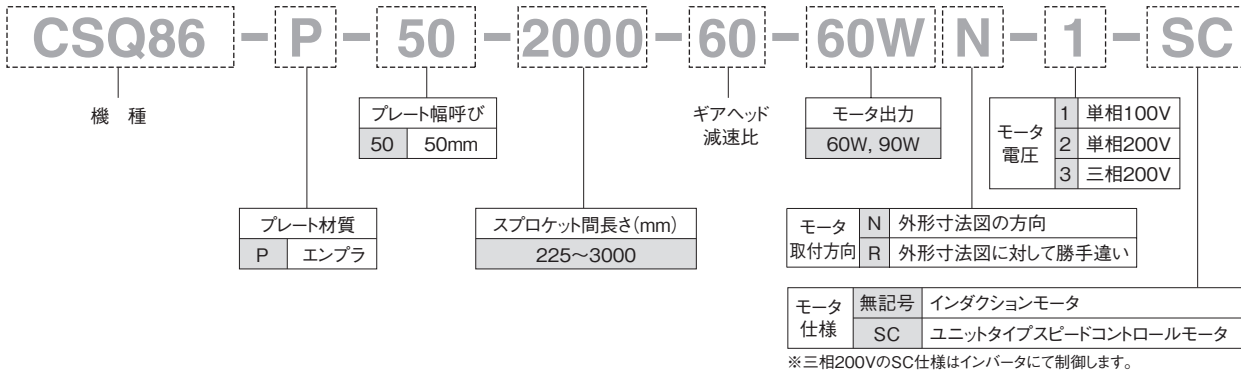 CSQ86-P-50-2000-60-60WN-1-SC
機 種
プレート幅呼び
50 50mm
ギアヘッド
減速比
モータ出力
60W, 90W
モータ
電圧
1 単相100V
2 単相200V
3 三相200V
プレート材質
P エンプラ
スプロケット間長さ(mm)
225〜3000
モータ
取付方向
N 外形寸法図の方向
R 外形寸法図に対して勝手違い
モータ
仕様
無記号 インダクションモータ
SC ユニットタイプスピードコントロールモータ
※三相200VのSC仕様はインバータにて制御します。